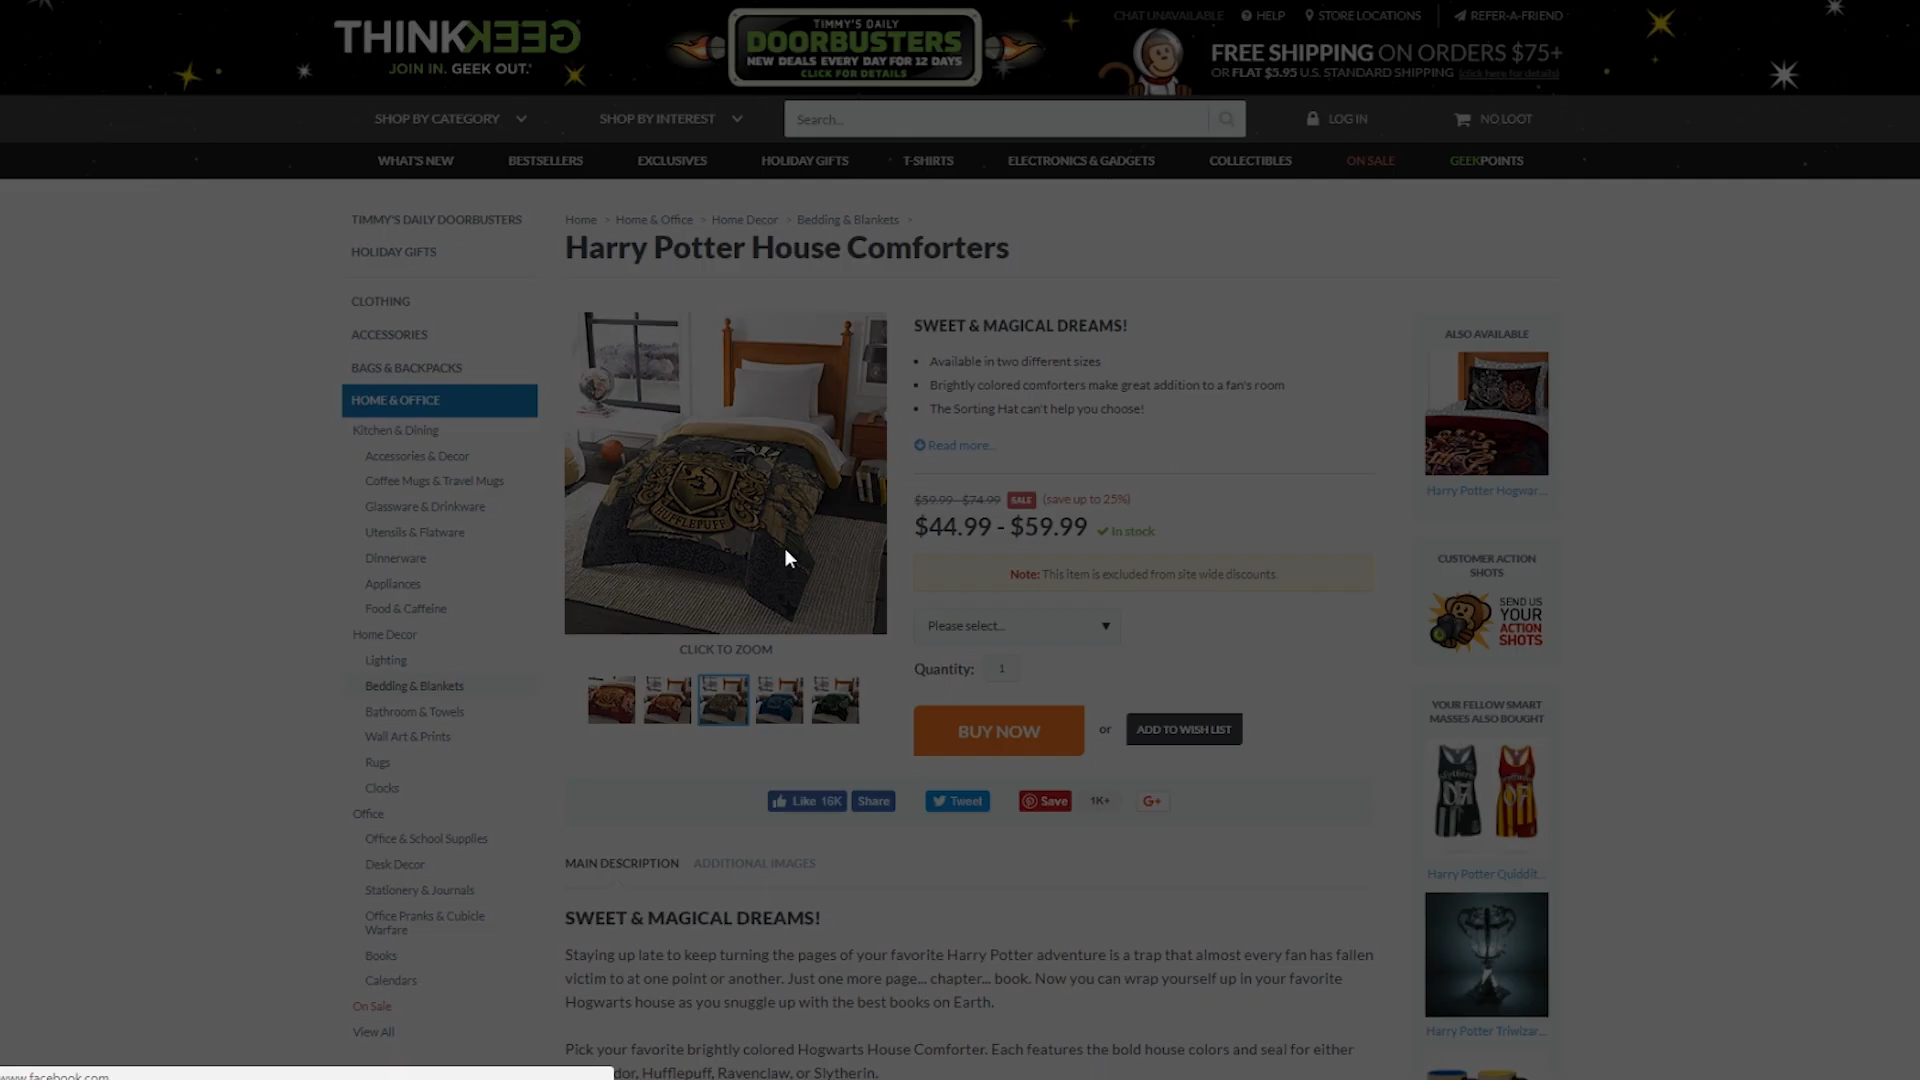 THINKGEEK
JOIN IN. GEEK OUT.
TIMMY'S DAILY
DOORBUSTERS
NEW DEALS EVERY DAY FOR 12 DAYS
CLICK FOR DETAILS
CHAT UNAVAILABLE
HELP
STORE LOCATIONS
REFER-A-FRIEND
FREE SHIPPING ON ORDERS $75+
OR FLAT $5.95 U.S. STANDARD SHIPPING (click here for details)
SHOP BY CATEGORY
SHOP BY INTEREST
Search...
LOG IN
NO LOOT
WHAT'S NEW
BESTSELLERS
EXCLUSIVES
HOLIDAY GIFTS
T-SHIRTS
ELECTRONICS & GADGETS
COLLECTIBLES
ON SALE
GEEKPOINTS
TIMMY'S DAILY DOORBUSTERS
HOLIDAY GIFTS
CLOTHING
ACCESSORIES
BAGS & BACKPACKS
HOME & OFFICE
Kitchen & Dining
Accessories & Decor
Coffee Mugs & Travel Mugs
Glassware & Drinkware
Utensils & Flatware
Dinnerware
Appliances
Food & Caffeine
Home Decor
Lighting
Bedding & Blankets
Bathroom & Towels
Wall Art & Prints
Rugs
Clocks
Office
Office & School Supplies
Desk Decor
Stationery & Journals
Office Pranks & Cubicle
Warfare
Books
Calendars
On Sale
View All
Home > Home & Office > Home Decor > Bedding & Blankets >
Harry Potter House Comforters
HUFFLEPUFF
CLICK TO ZOOM
SWEET & MAGICAL DREAMS!
• Available in two different sizes
• Brightly colored comforters make great addition to a fan's room
• The Sorting Hat can't help you choose!
Read more...
$59.99 - $74.99 SALE (save up to 25%)
$44.99 - $59.99 In stock
Note: This item is excluded from site wide discounts.
Please select...
Quantity: 1
BUY NOW
or
ADD TO WISH LIST
Like 16K
Share
Tweet
Save
1K+
G+
MAIN DESCRIPTION
ADDITIONAL IMAGES
SWEET & MAGICAL DREAMS!
Staying up late to keep turning the pages of your favorite Harry Potter adventure is a trap that almost every fan has fallen
victim to at one point or another. Just one more page... chapter... book. Now you can wrap yourself up in your favorite
Hogwarts house as you snuggle up with the best books on Earth.
Pick your favorite brightly colored Hogwarts House Comforter. Each features the bold house colors and seal for either
dor, Hufflepuff, Ravenclaw, or Slytherin.
ALSO AVAILABLE
Harry Potter Hogwar...
CUSTOMER ACTION
SHOTS
SEND US
YOUR
ACTION
SHOTS
YOUR FELLOW SMART
MASSES ALSO BOUGHT
Slytherin
07
07
Harry Potter Quiddit...
Harry Potter Triwizar...
www.facebook.com